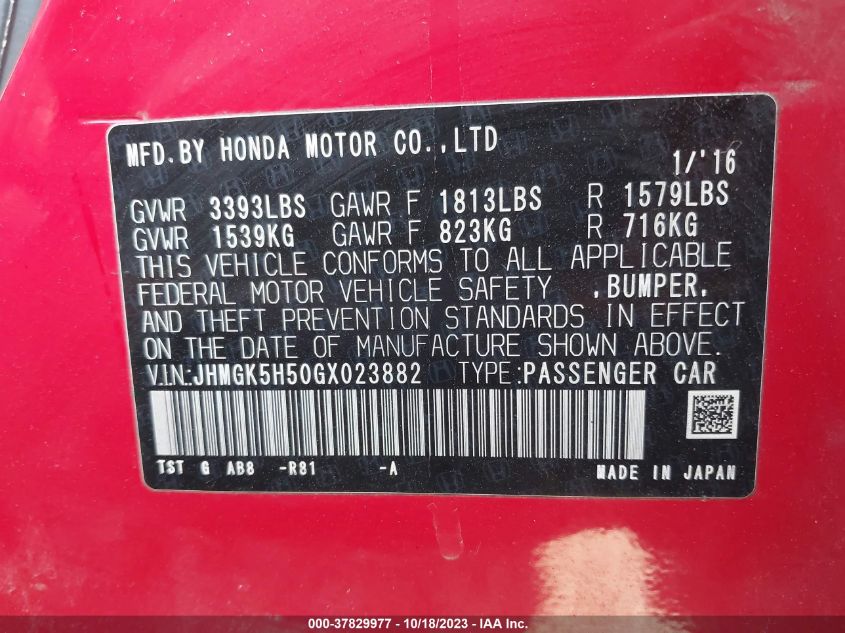 MFD.BY HONDA MOTOR CO.,LTD
1/'16
GVWR 3393LBS GAWR F 1813LBS R 1579LBS
GVWR 1539KG GAWR F 823KG R 716KG
THIS VEHICLE CONFORMS TO ALL APPLICABLE
FEDERAL MOTOR VEHICLE SAFETY ,BUMPER,
AND THEFT PREVENTION STANDARDS IN EFFECT
ON THE DATE OF MANUFACTURE SHOWN ABOVE.
V.I.N:JHMGK5H50GX023882 TYPE:PASSENGER CAR
TST G AB8 -R81 -A MADE IN JAPAN
000-37829977 - 10/18/2023 - IAA Inc.